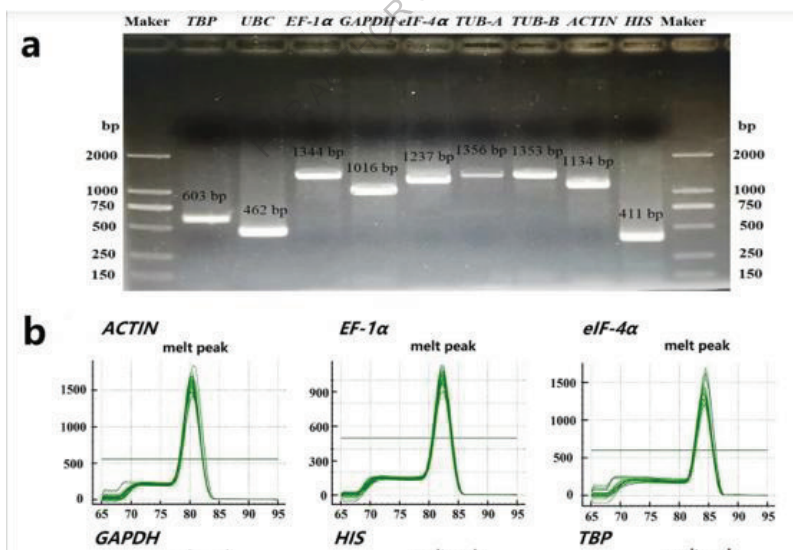 Maker TBP UBC EF-1α GAPDH eIF-4α TUB-A TUB-B ACTIN HIS Maker
a
bp bp
1344 bp 1237 bp 1356 bp 1353 bp
1016 bp 1134 bp
2000 2000
603 bp 462 bp 411 bp
1000 1000
750 750
500 500
250 250
150 150
b
ACTIN EF-1α eIF-4α
melt peak melt peak melt peak
1500 900 1500
1000 600 1000
500 300 500
0 0 0
65 70 75 80 85 90 95 65 70 75 80 85 90 95 65 70 75 80 85 90 95
GAPDH HIS TBP